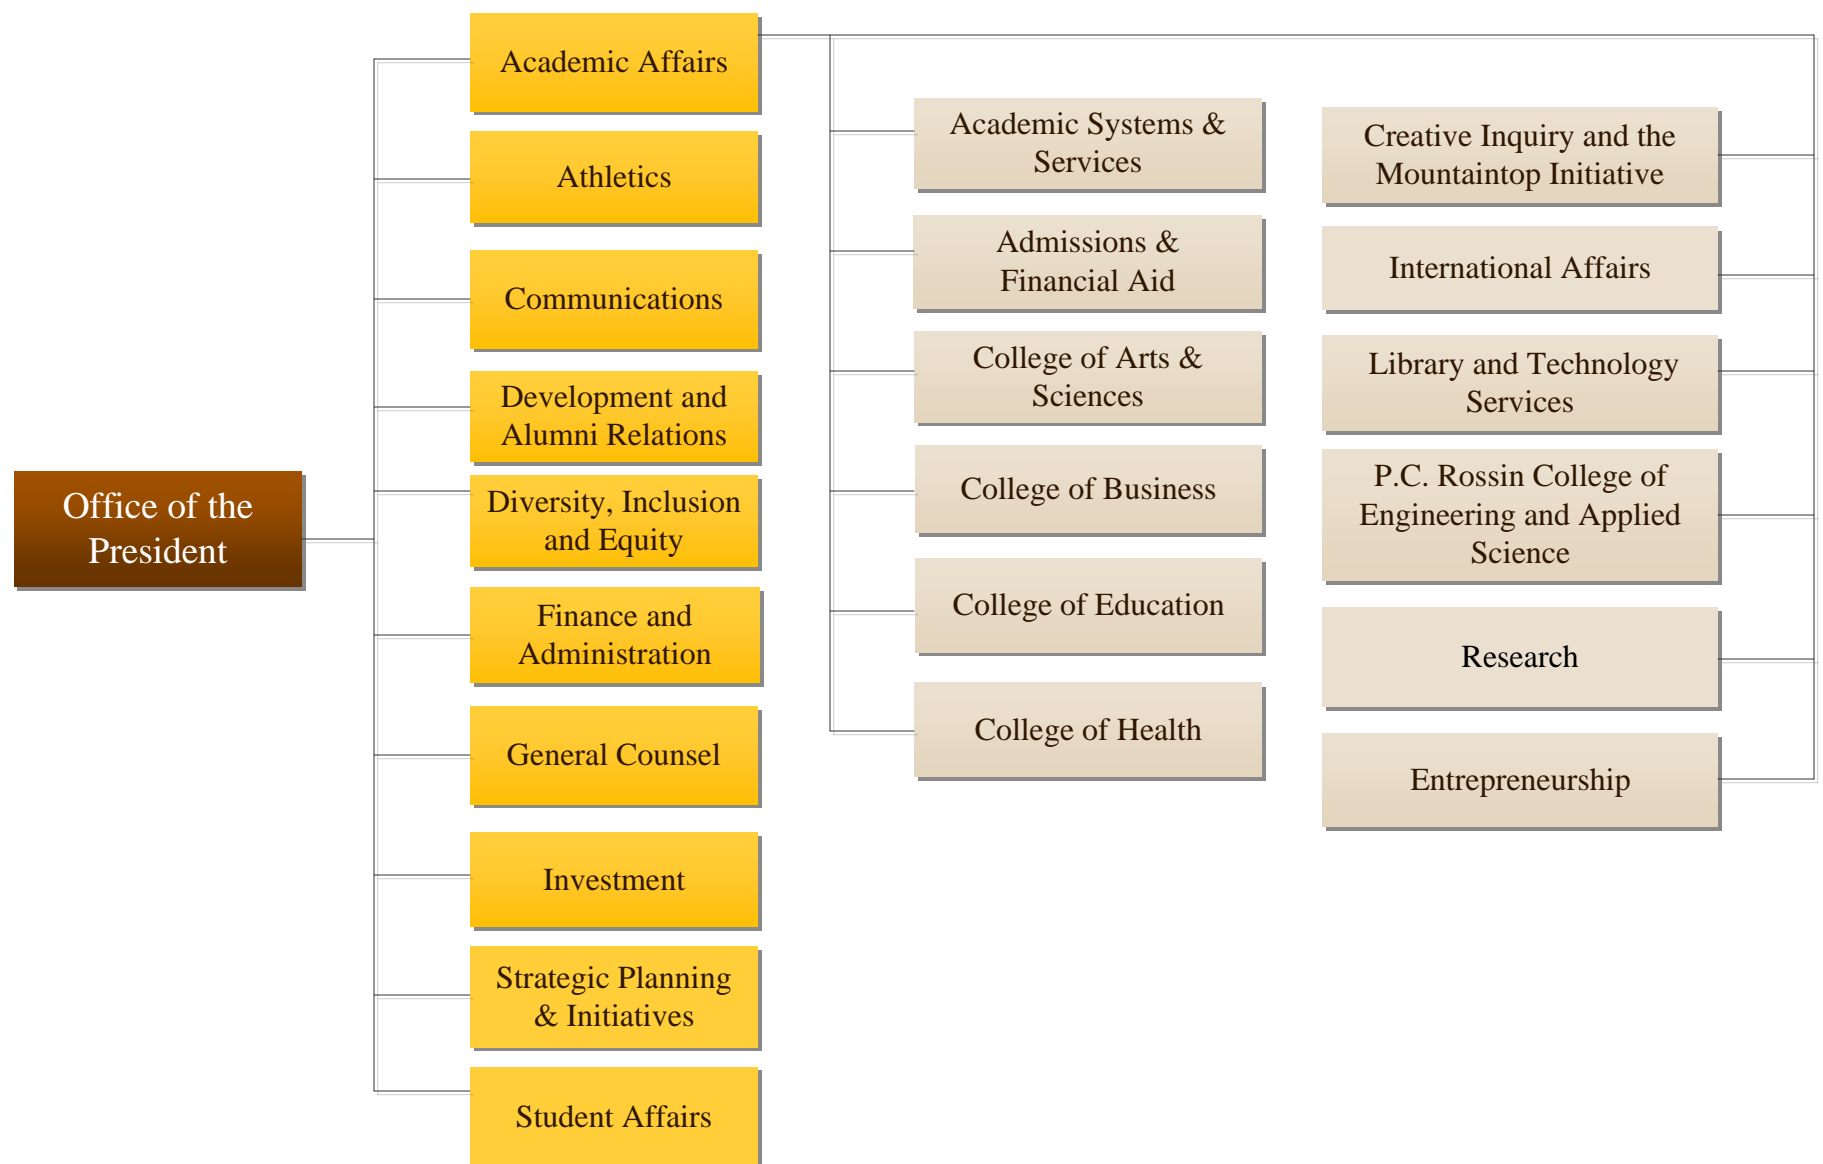 Office of the
President
Academic Affairs
Athletics
Communications
Development and
Alumni Relations
Diversity, Inclusion
and Equity
Finance and
Administration
General Counsel
Investment
Strategic Planning
& Initiatives
Student Affairs
Academic Systems &
Services
Admissions &
Financial Aid
College of Arts &
Sciences
College of Business
College of Education
College of Health
Creative Inquiry and the
Mountaintop Initiative
International Affairs
Library and Technology
Services
P.C. Rossin College of
Engineering and Applied
Science
Research
Entrepreneurship